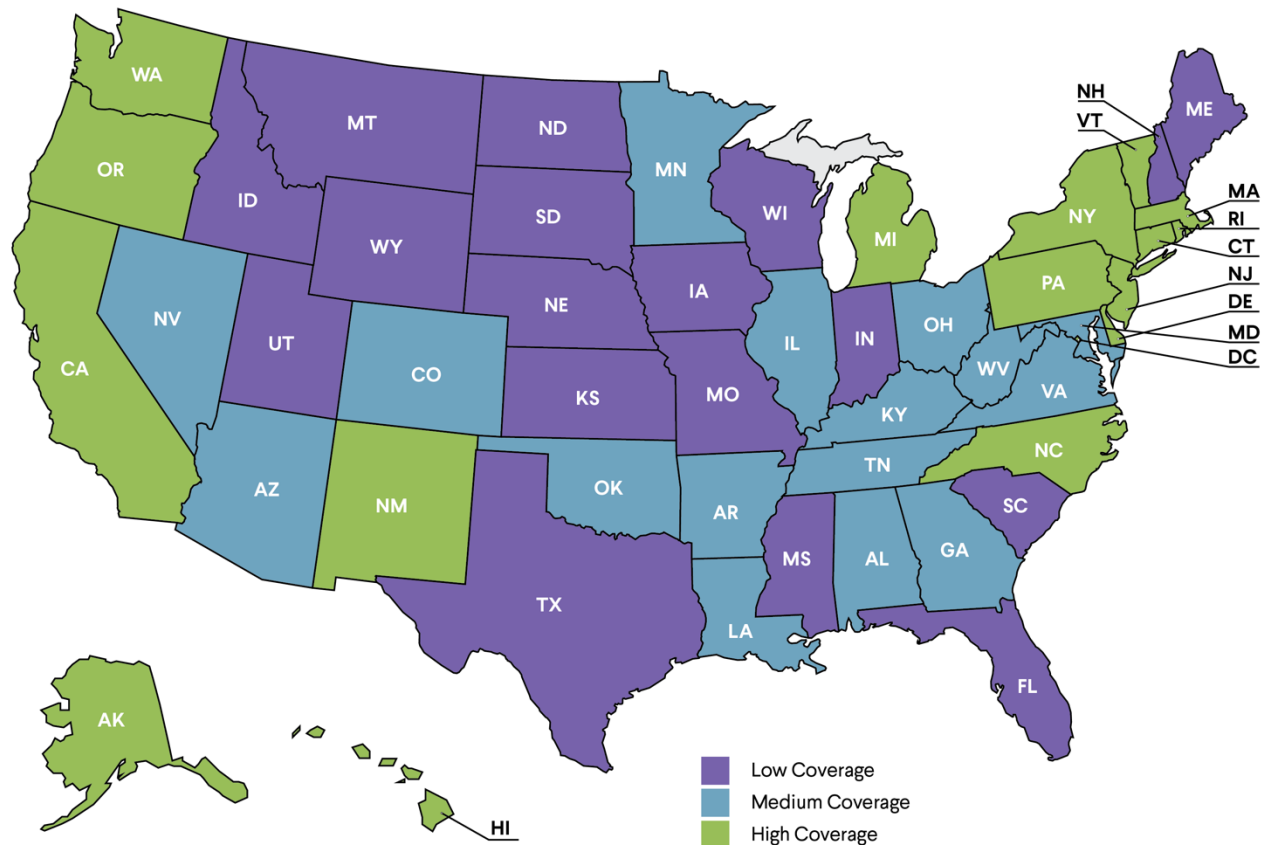 WA
MT
ND
MN
OR
ID
SD
WI
WY
MI
NH
VT
ME
NY
MA
RI
CT
NJ
DE
MD
DC
PA
NV
UT
NE
IA
IL
IN
OH
CA
CO
KS
MO
WV
VA
KY
AZ
NM
OK
AR
TN
NC
SC
MS
AL
GA
TX
LA
FL
AK
HI
Low Coverage
Medium Coverage
High Coverage